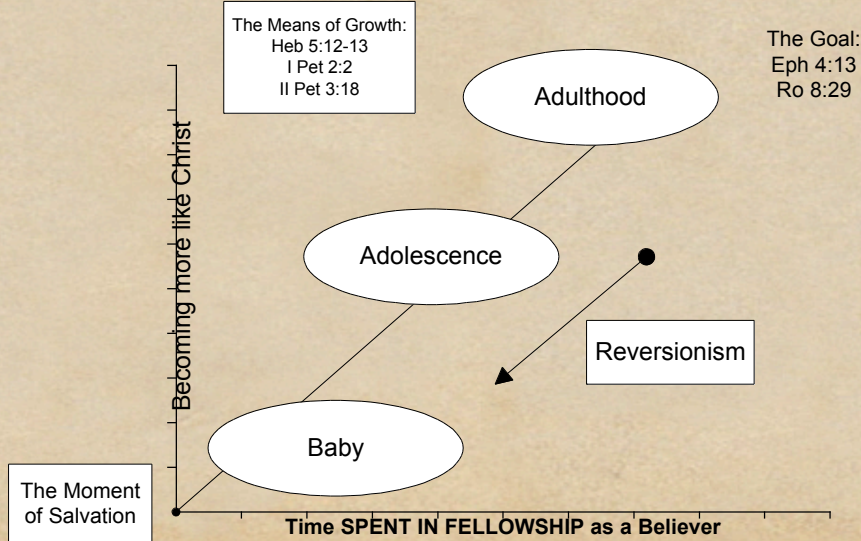 The Means of Growth:
Heb 5:12-13
I Pet 2:2
II Pet 3:18
The Goal:
Eph 4:13
Ro 8:29
Adulthood
Becoming more like Christ
Adolescence
Reversionism
Baby
The Moment
of Salvation
Time SPENT IN FELLOWSHIP as a Believer